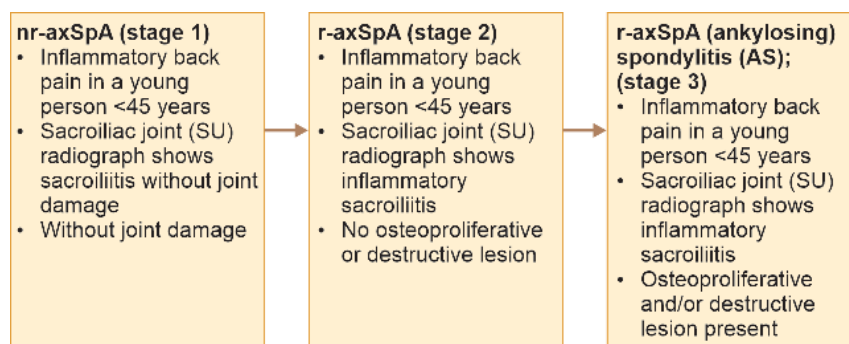 nr-axSpA (stage 1)
• Inflammatory back
pain in a young
person <45 years
• Sacroiliac joint (SU)
radiograph shows
sacroiliitis without joint
damage
• Without joint damage
r-axSpA (stage 2)
• Inflammatory back
pain in a young
person <45 years
• Sacroiliac joint (SU)
radiograph shows
inflammatory
sacroiliitis
• No osteoproliferative
or destructive lesion
r-axSpA (ankylosing)
spondylitis (AS);
(stage 3)
• Inflammatory back
pain in a young
person <45 years
• Sacroiliac joint (SU)
radiograph shows
inflammatory
sacroiliitis
• Osteoproliferative
and/or destructive
lesion present